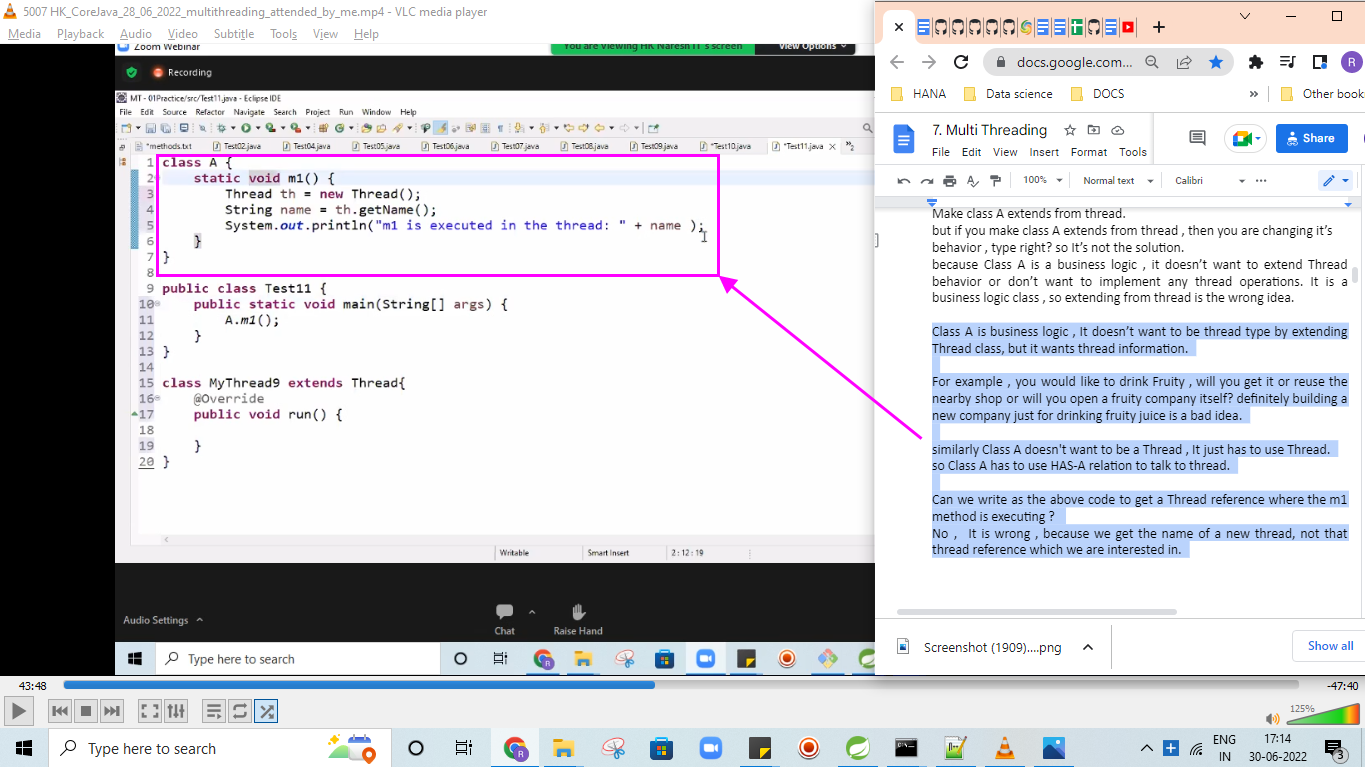 5007 HK_CoreJava_28_06_2022_multithreading_attended_by_me.mp4 - VLC media player
Media Playback Audio Video Subtitle Tools View Help
Zoom Webinar
You are viewing HK Naresh IT's screen
View Options
Recording
MT - 01Practice/src/Test11.java - Eclipse IDE
File Edit Source Refactor Navigate Search Project Run Window Help
*methods.txt Test02.java Test04.java Test05.java Test06.java Test07.java Test08.java Test09.java *Test10.java *Test11.java
1 class A {
2 static void m1() {
3 Thread th = new Thread();
4 String name = th.getName();
5 System.out.println("m1 is executed in the thread: " + name );
6 }
7 }
8
9 public class Test11 {
10 public static void main(String[] args) {
11 A.m1();
12 }
13 }
14
15 class MyThread9 extends Thread{
16 @Override
17 public void run() {
18
19 }
20 }
Writable Smart Insert 2 : 12 : 19
Audio Settings
Chat
Raise Hand
Type here to search
43:48
-47:40
125%
docs.google.com...
R
HANA Data science DOCS » Other book
7. Multi Threading
File Edit View Insert Format Tools
Share
100% Normal text Calibri
Make class A extends from thread.
but if you make class A extends from thread , then you are changing it's
behavior , type right? so It's not the solution.
because Class A is a business logic , it doesn't want to extend Thread
behavior or don't want to implement any thread operations. It is a
business logic class , so extending from thread is the wrong idea.
Class A is business logic , It doesn't want to be thread type by extending
Thread class, but it wants thread information.
For example , you would like to drink Fruity , will you get it or reuse the
nearby shop or will you open a fruity company itself? definitely building a
new company just for drinking fruity juice is a bad idea.
similarly Class A doesn't want to be a Thread , It just has to use Thread.
so Class A has to use HAS-A relation to talk to thread.
Can we write as the above code to get a Thread reference where the m1
method is executing ?
No , It is wrong , because we get the name of a new thread, not that
thread reference which we are interested in.
Screenshot (1909)....png
Show all
Type here to search
ENG
IN
17:14
30-06-2022
3